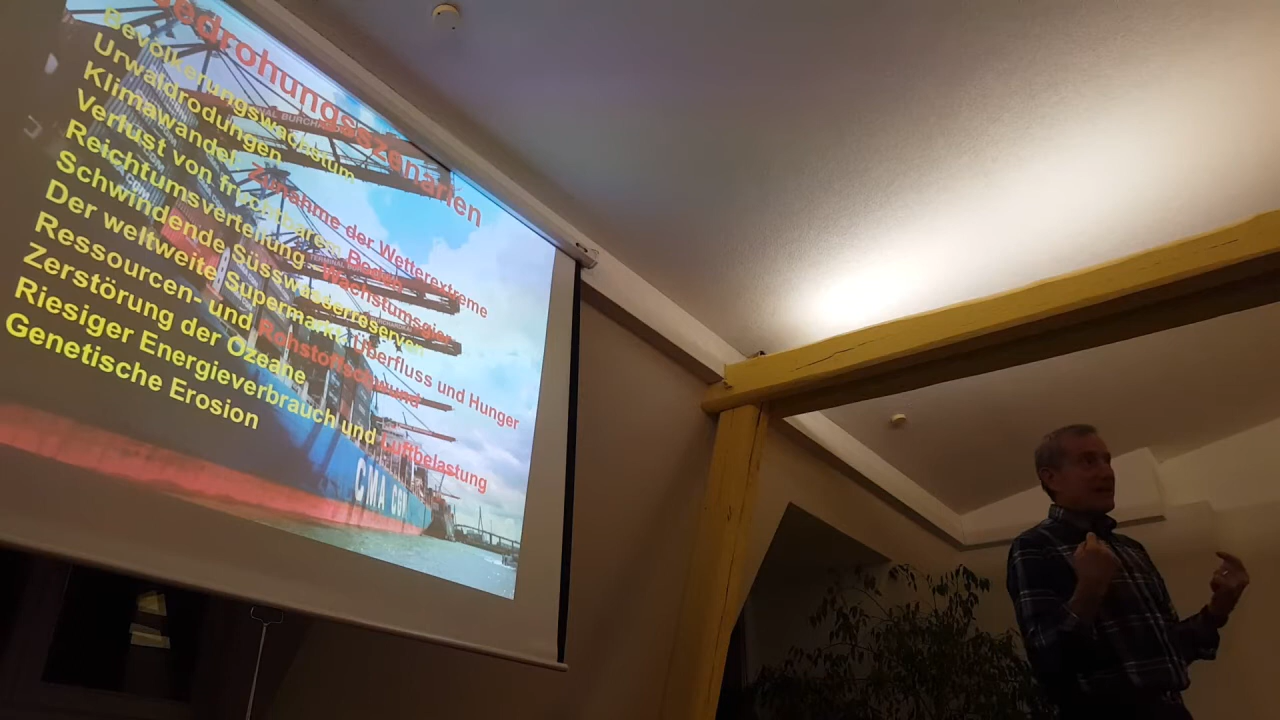 Bedrohungsszenarien
Bevölkerungswachstum
Urwaldrodungen
Klimawandel - Zunahme der Wetterextreme
Verlust von fruchtbarem Boden
Reichtumsverteilung - Wachstumsgier
Schwindende Süsswasserreserven
Der weltweite Supermarkt: Überfluss und Hunger
Ressourcen- und Rohstoffschwund
Zerstörung der Ozeane
Riesiger Energieverbrauch und Luftbelastung
Genetische Erosion
CMA CGM